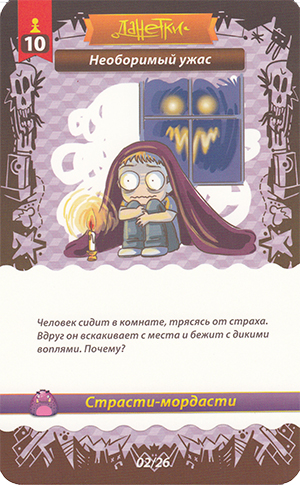 ДАНЕТКИ
10
Необоримый ужас
Человек сидит в комнате, трясясь от страха.
Вдруг он вскакивает с места и бежит с дикими
воплями. Почему?
Страсти-мордасти
02/26